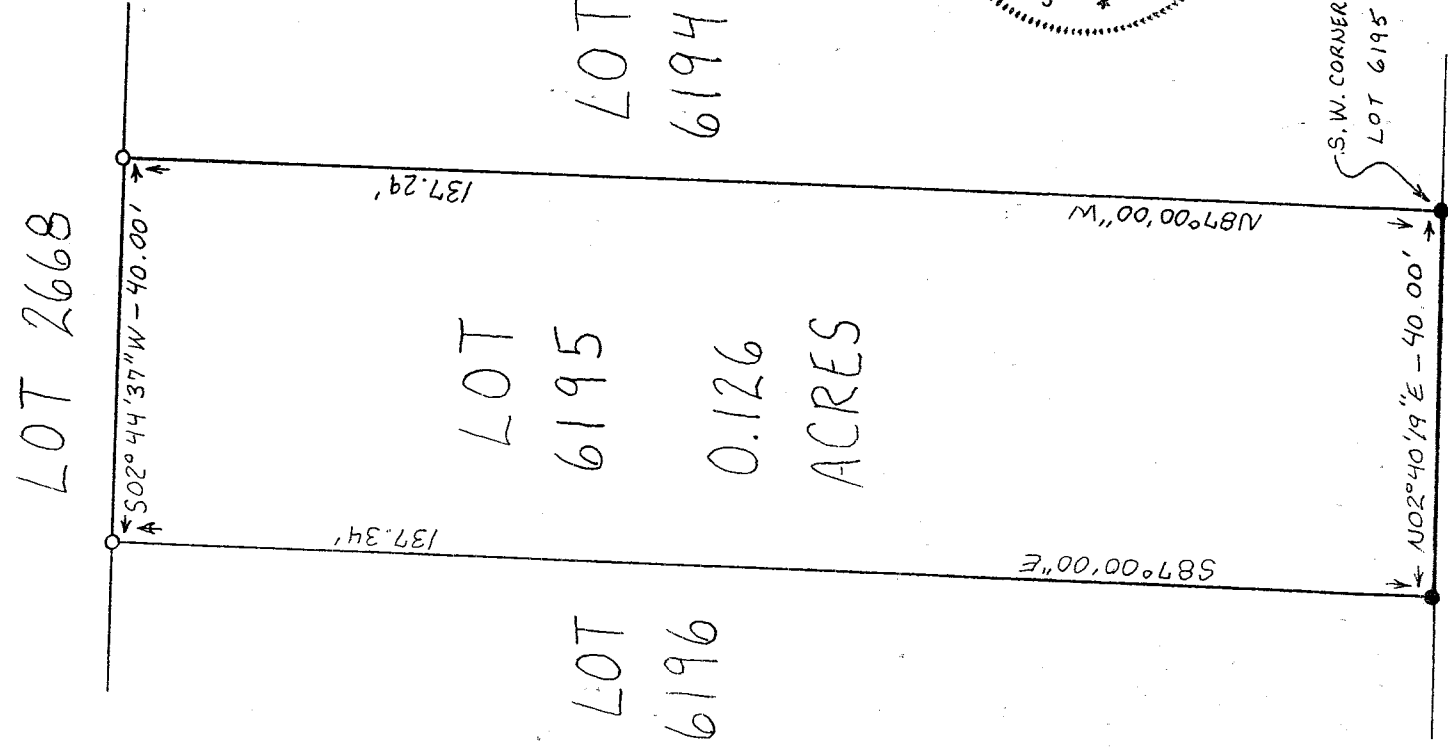 LOT 2668
S02°44'37"W – 40.00'
137.29'
N87°00'00"W
LOT
6194
S.W. CORNER
LOT 6195
LOT
6195
0.126
ACRES
137.34'
S87°00'00"E
N02°40'19"E – 40.00'
LOT
6196